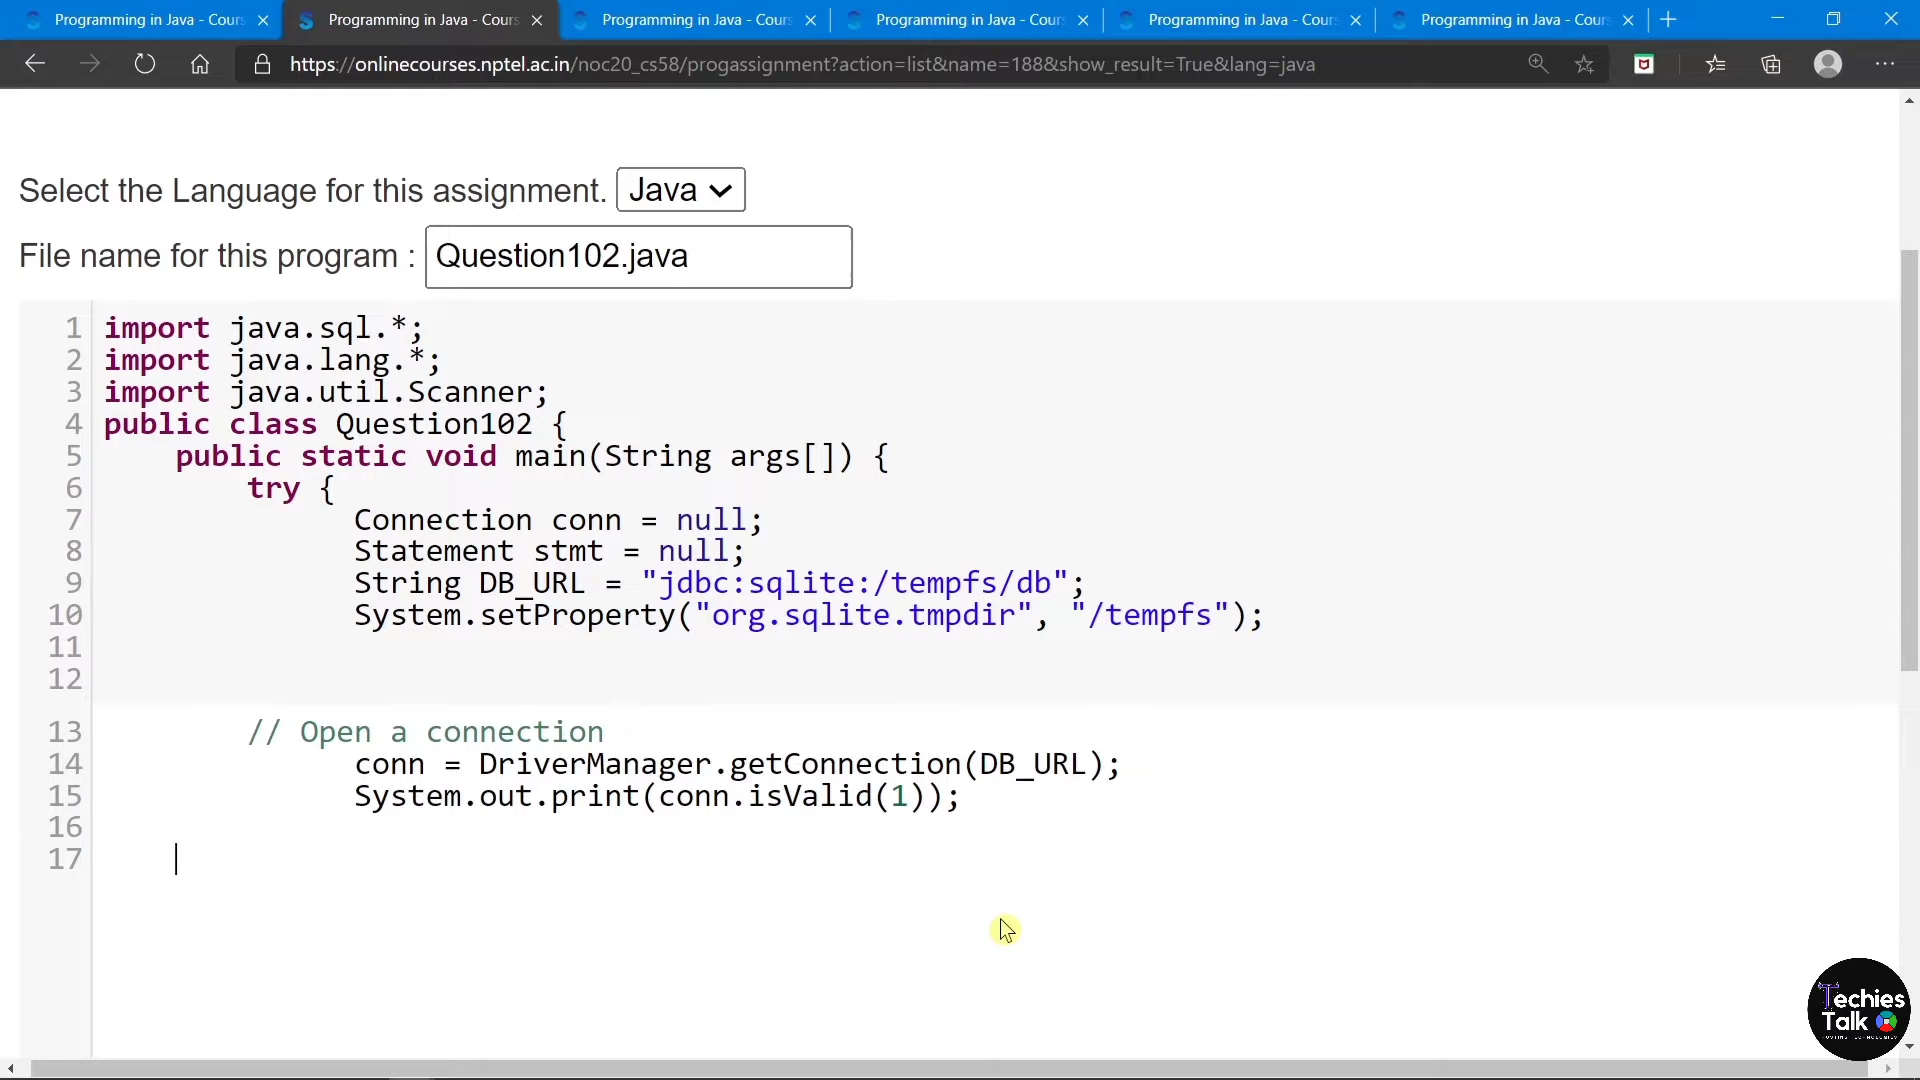 Programming in Java - Cours
Programming in Java - Cours
Programming in Java - Cours
Programming in Java - Cours
Programming in Java - Cours
Programming in Java - Cours
https://onlinecourses.nptel.ac.in/noc20_cs58/progassignment?action=list&name=188&show_result=True&lang=java
Select the Language for this assignment. Java
File name for this program : Question102.java
1 import java.sql.*;
2 import java.lang.*;
3 import java.util.Scanner;
4 public class Question102 {
5 public static void main(String args[]) {
6 try {
7 Connection conn = null;
8 Statement stmt = null;
9 String DB_URL = "jdbc:sqlite:/tempfs/db";
10 System.setProperty("org.sqlite.tmpdir", "/tempfs");
11
12
13 // Open a connection
14 conn = DriverManager.getConnection(DB_URL);
15 System.out.print(conn.isValid(1));
16
17
Techies
Talk